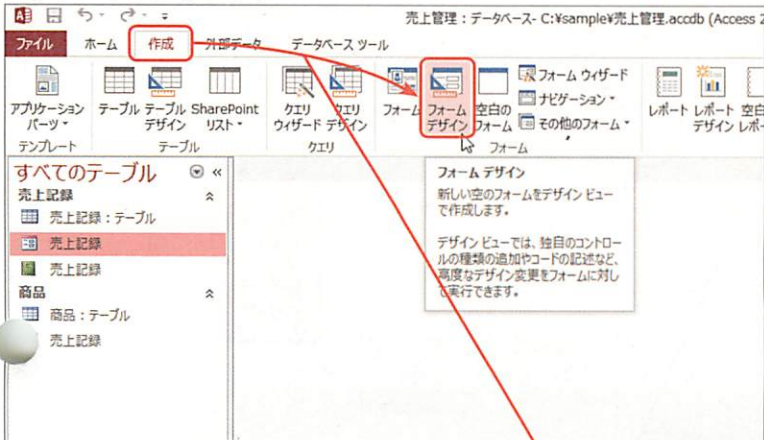 売上管理：データベース- C:¥sample¥売上管理.accdb (Access 2
ファイル ホーム 作成 外部データ データベース ツール
アプリケーション パーツ
テーブル
テーブル デザイン
SharePoint リスト
クエリ ウィザード
クエリ デザイン
フォーム
フォーム デザイン
空白の フォーム
フォーム ウィザード
ナビゲーション
その他のフォーム
レポート
レポート デザイン
空白 レポー
テンプレート テーブル クエリ フォーム
すべてのテーブル
売上記録
売上記録：テーブル
売上記録
売上記録
商品
商品：テーブル
売上記録
フォーム デザイン
新しい空のフォームをデザイン ビュー
で作成します。
デザイン ビューでは、独自のコントロー
ルの種類の追加やコードの記述など、
高度なデザイン変更をフォームに対し
て実行できます。